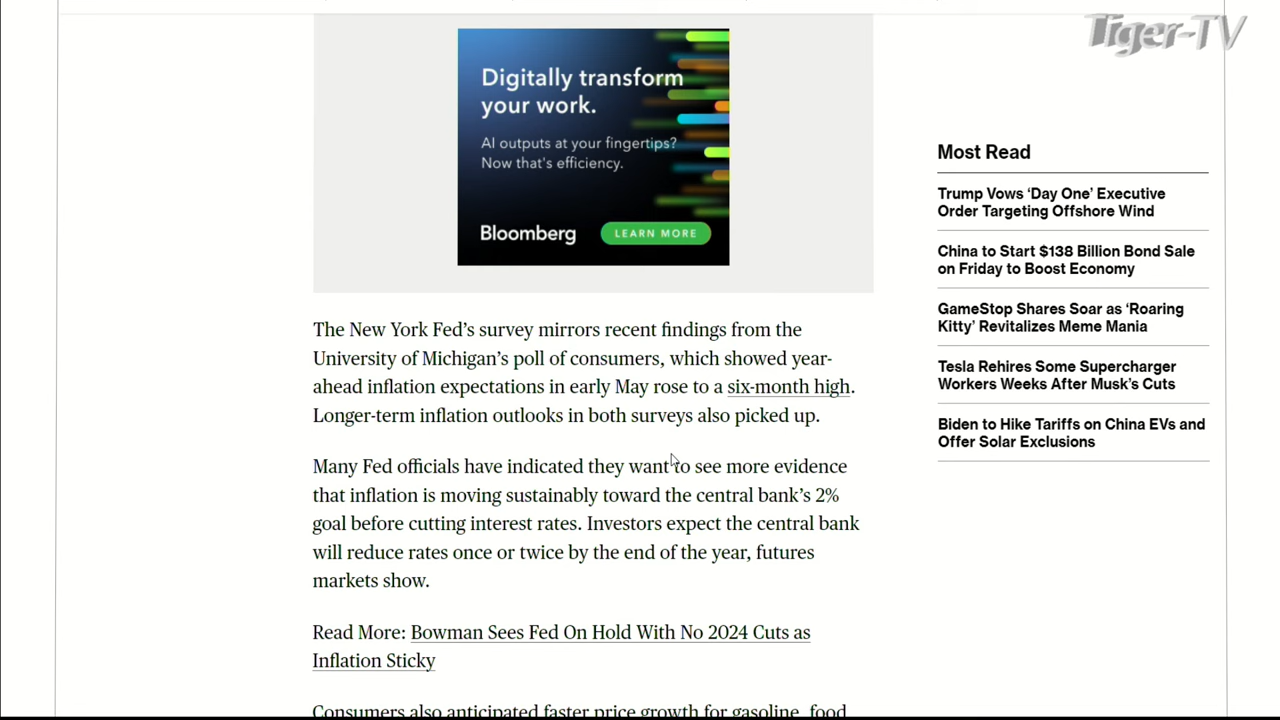 Tiger-TV
Digitally transform
your work.
AI outputs at your fingertips?
Now that's efficiency.
Bloomberg
LEARN MORE
The New York Fed’s survey mirrors recent findings from the
University of Michigan’s poll of consumers, which showed year-
ahead inflation expectations in early May rose to a six-month high.
Longer-term inflation outlooks in both surveys also picked up.
Many Fed officials have indicated they want to see more evidence
that inflation is moving sustainably toward the central bank’s 2%
goal before cutting interest rates. Investors expect the central bank
will reduce rates once or twice by the end of the year, futures
markets show.
Read More: Bowman Sees Fed On Hold With No 2024 Cuts as
Inflation Sticky
Consumers also anticipated faster price growth for gasoline, food
Most Read
Trump Vows ‘Day One’ Executive
Order Targeting Offshore Wind
China to Start $138 Billion Bond Sale
on Friday to Boost Economy
GameStop Shares Soar as ‘Roaring
Kitty’ Revitalizes Meme Mania
Tesla Rehires Some Supercharger
Workers Weeks After Musk’s Cuts
Biden to Hike Tariffs on China EVs and
Offer Solar Exclusions